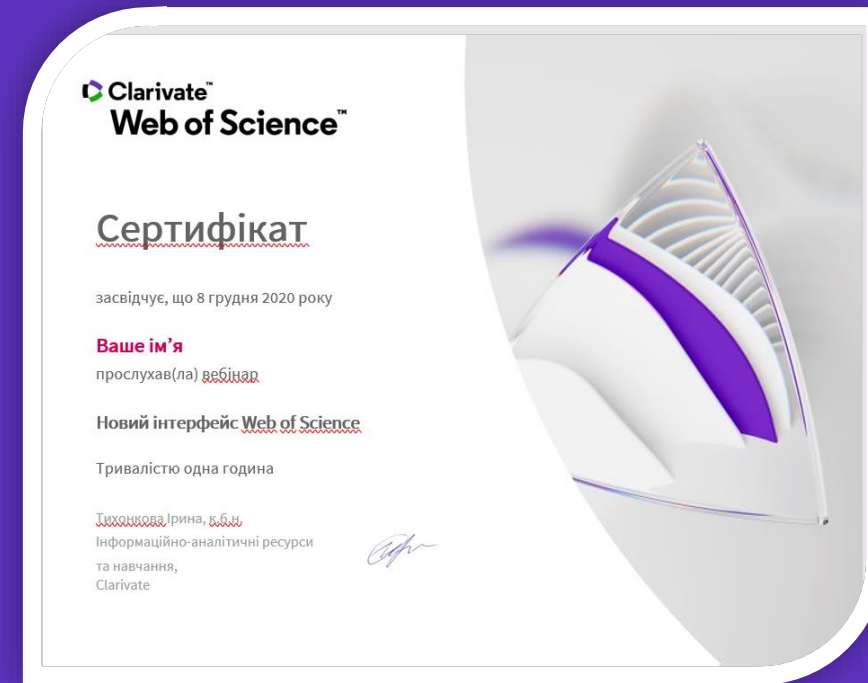 Clarivate™
Web of Science™
Сертифікат
засвідчує, що 8 грудня 2020 року
Ваше ім’я
прослухав(ла) вебінар
Новий інтерфейс Web of Science
Тривалістю одна година
Тихонкова Ірина, к.б.н,
Інформаційно-аналітичні ресурси
та навчання,
Clarivate